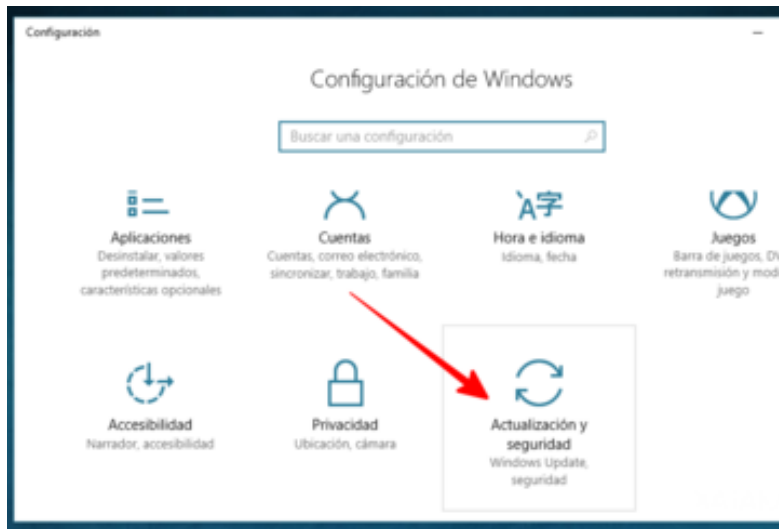 Configuración
Configuración de Windows
Buscar una configuración
Aplicaciones
Desinstalar, valores
predeterminados,
características opcionales
Cuentas
Cuentas, correo electrónico,
sincronizar, trabajo, familia
Hora e idioma
Idioma, fecha
Juegos
Barra de juegos, DV
retransmisión y mod
juego
Accesibilidad
Narrador, accesibilidad
Privacidad
Ubicación, cámara
Actualización y
seguridad
Windows Update,
seguridad